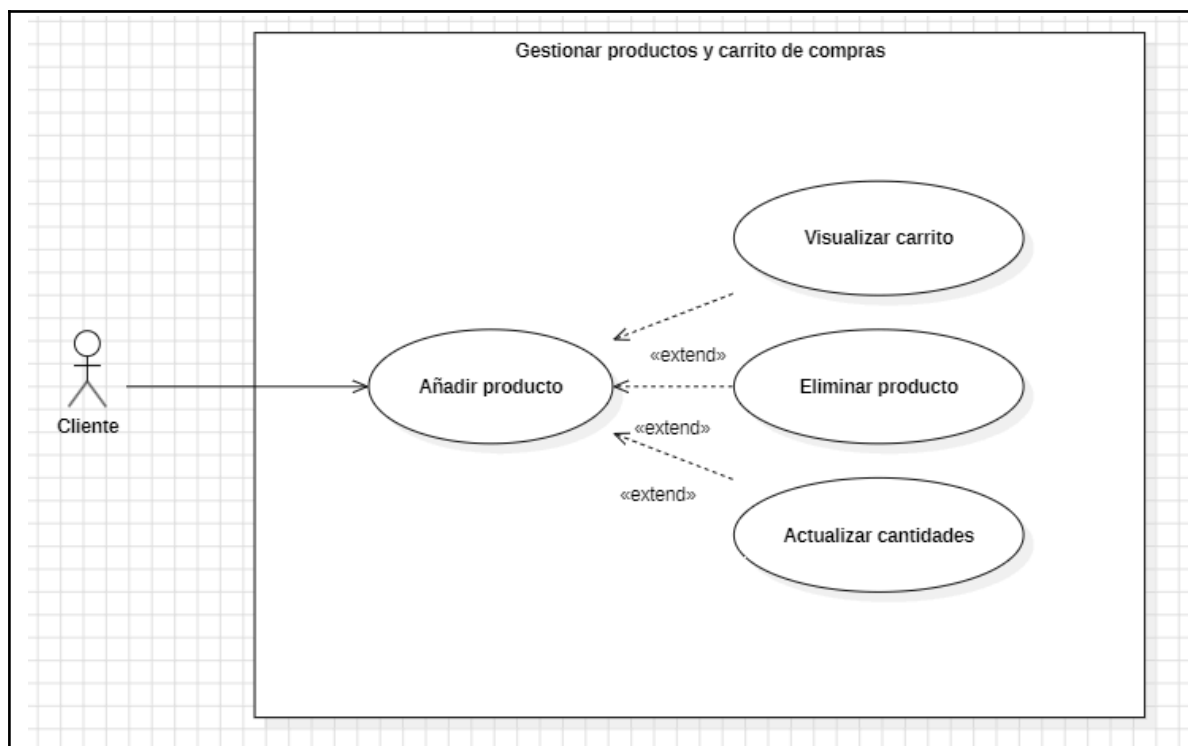 Gestionar productos y carrito de compras
Visualizar carrito
«extend»
Añadir producto
Eliminar producto
Cliente
«extend»
«extend»
Actualizar cantidades